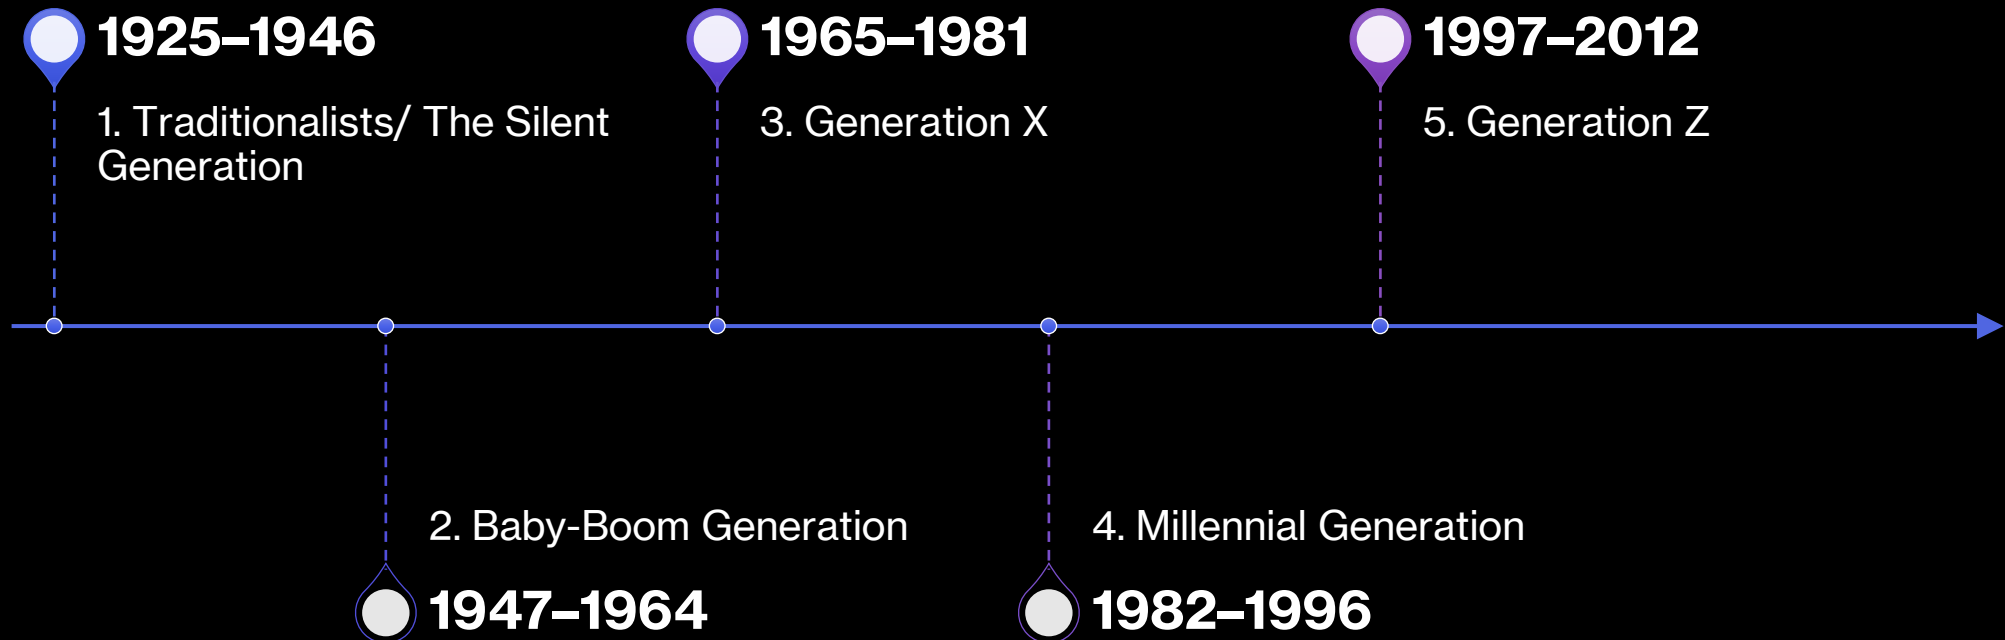 1925–1946
1. Traditionalists/ The Silent
Generation
1965–1981
3. Generation X
1997–2012
5. Generation Z
2. Baby-Boom Generation
1947–1964
4. Millennial Generation
1982–1996